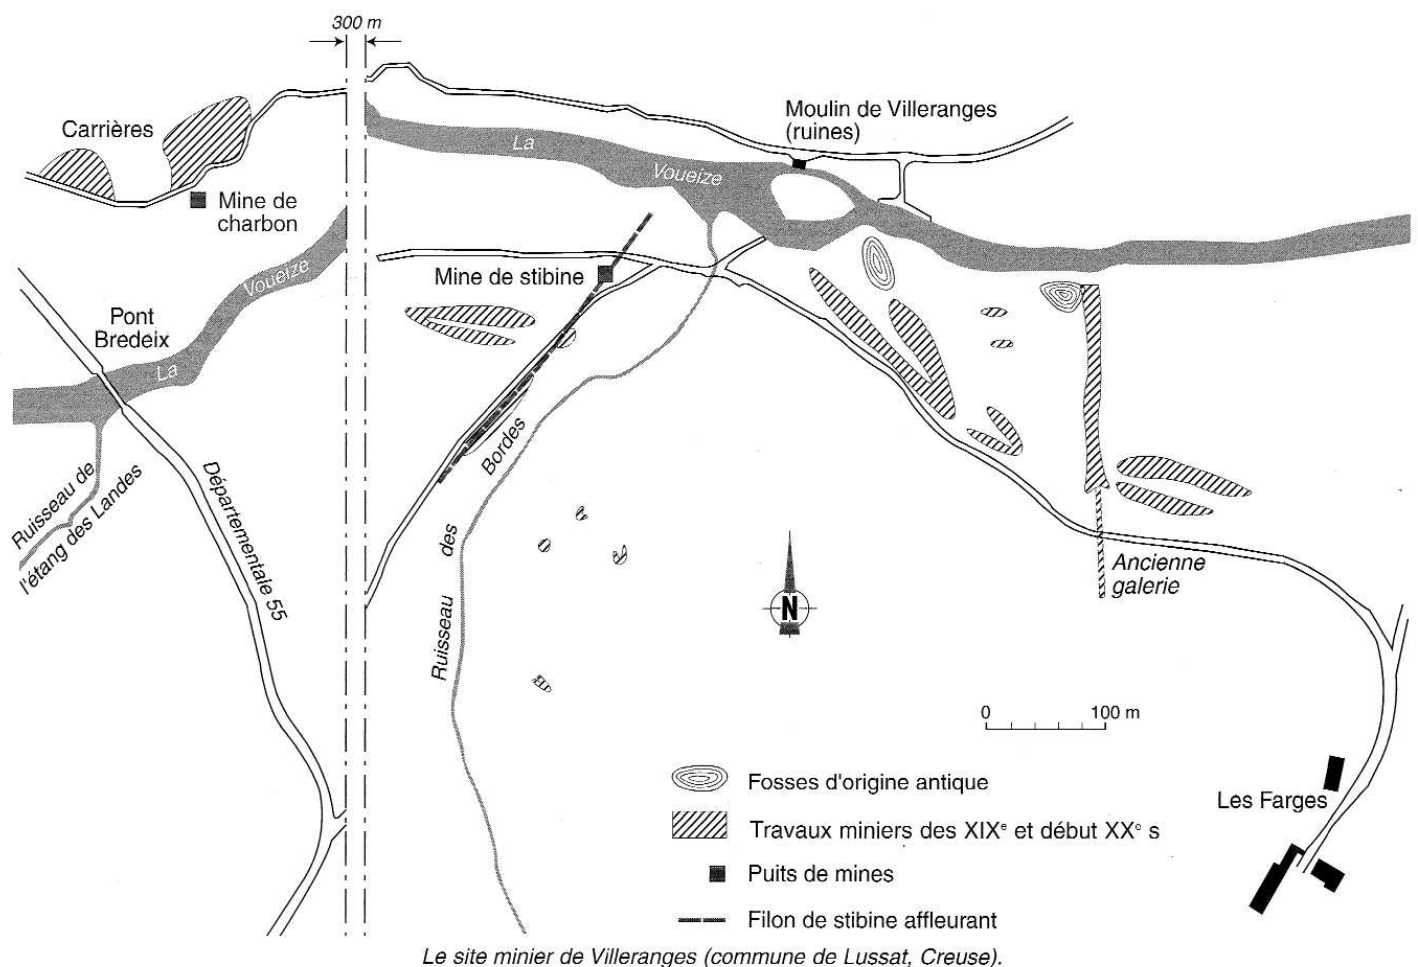 300 m
Carrières
Moulin de Villeranges
(ruines)
La
Voueize
Mine de
charbon
Mine de stibine
Voueize
Pont
Bredeix
La
Bordes
Ruisseau de
l'étang des Landes
Départementale 55
des
Ruisseau
Ancienne
galerie
N
0 100 m
Fosses d'origine antique
Les Farges
Travaux miniers des XIXᵉ et début XXᵉ s
Puits de mines
Filon de stibine affleurant
Le site minier de Villeranges (commune de Lussat, Creuse).